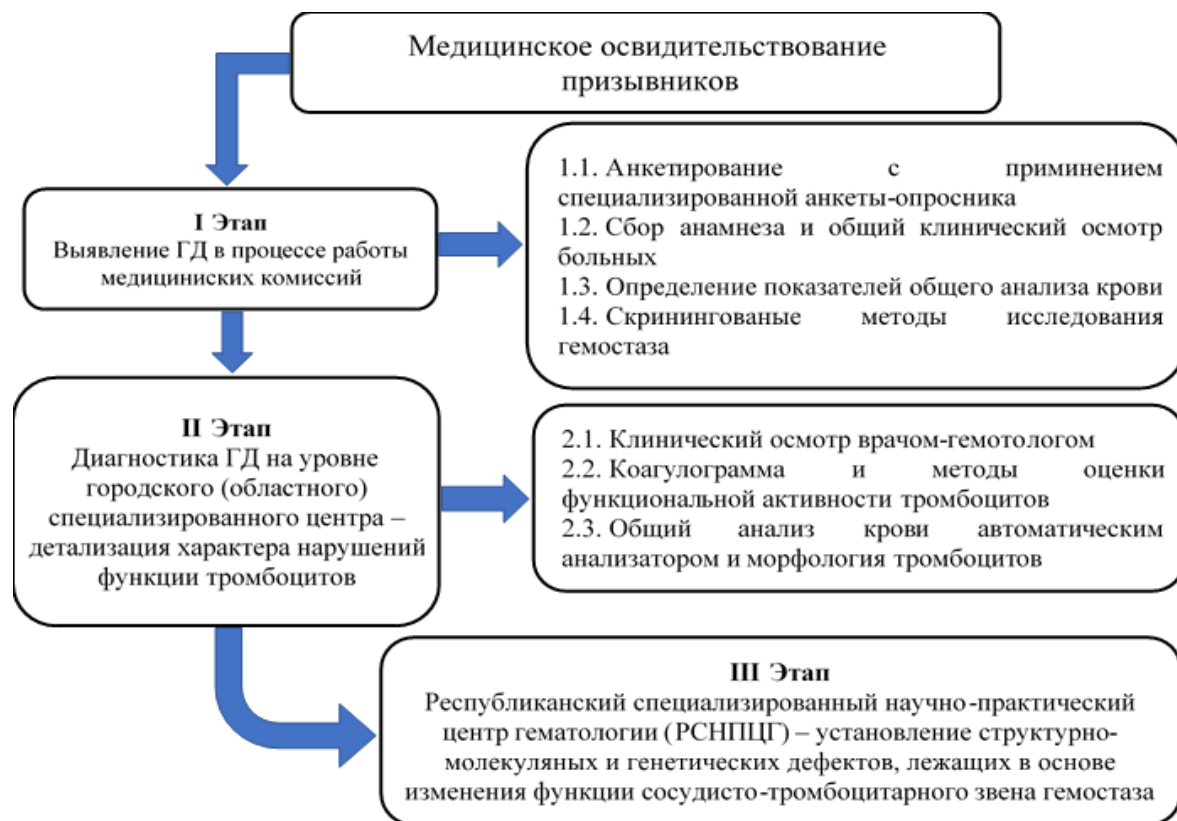 Медицинское освидительствование
призывников
I Этап
Выявление ГД в процессе работы
медициниских комиссий
1.1. Анкетирование с приминением
специализированной анкеты-опросника
1.2. Сбор анамнеза и общий клинический осмотр
больных
1.3. Определение показателей общего анализа крови
1.4. Скринингованые методы исследования
гемостаза
II Этап
Диагностика ГД на уровне
городского (областного)
специализированного центра –
детализация характера нарушений
функции тромбоцитов
2.1. Клинический осмотр врачом-гемотологом
2.2. Коагулограмма и методы оценки
функциональной активности тромбоцитов
2.3. Общий анализ крови автоматическим
анализатором и морфология тромбоцитов
III Этап
Республиканский специализированный научно-практический
центр гематологии (РСНПЦГ) – установление структурно-
молекуляных и генетических дефектов, лежащих в основе
изменения функции сосудисто-тромбоцитарного звена гемостаза